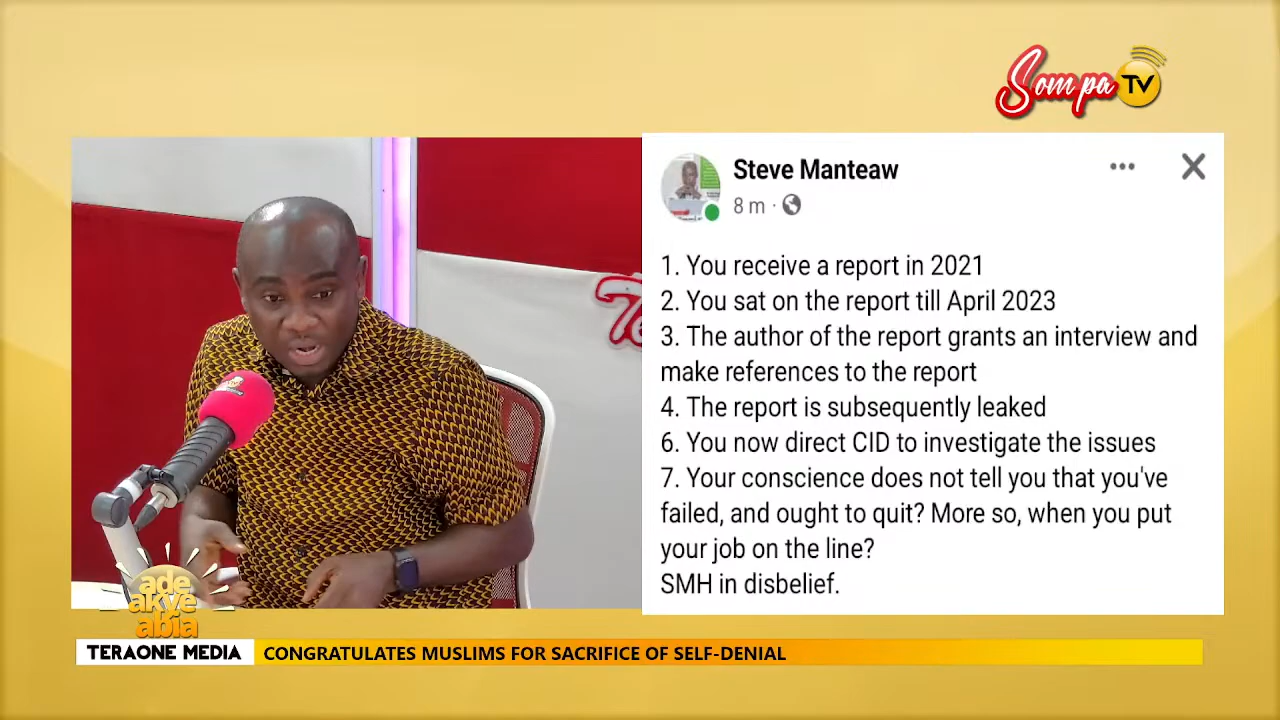 Som pa TV
Steve Manteaw
8 m ·
1. You receive a report in 2021
2. You sat on the report till April 2023
3. The author of the report grants an interview and
make references to the report
4. The report is subsequently leaked
6. You now direct CID to investigate the issues
7. Your conscience does not tell you that you've
failed, and ought to quit? More so, when you put
your job on the line?
SMH in disbelief.
ade
akye
abia
TERAONE MEDIA
CONGRATULATES MUSLIMS FOR SACRIFICE OF SELF-DENIAL